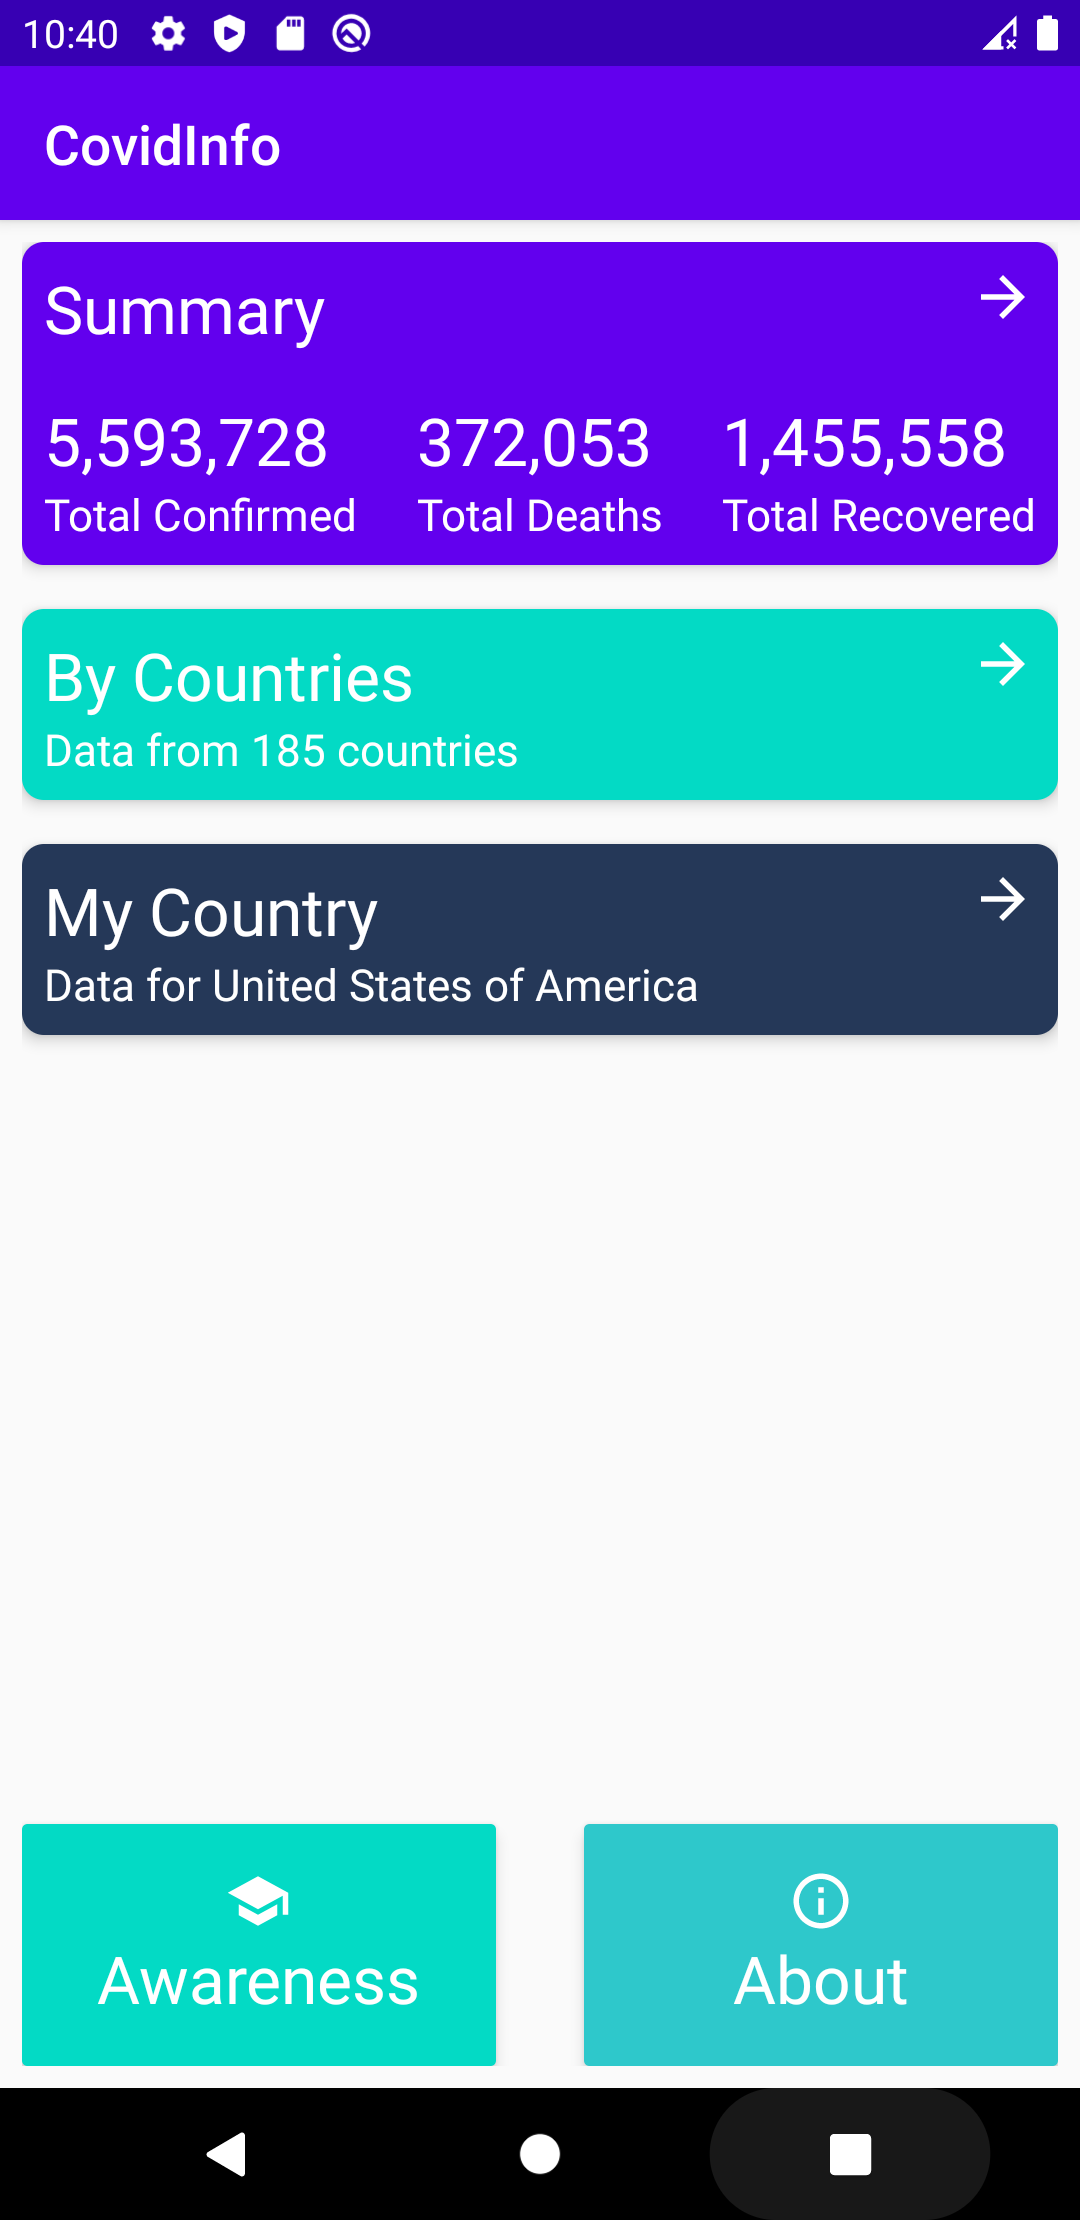 10:40
CovidInfo
Summary
5,593,728 372,053 1,455,558
Total Confirmed Total Deaths Total Recovered
By Countries
Data from 185 countries
My Country
Data for United States of America
Awareness About